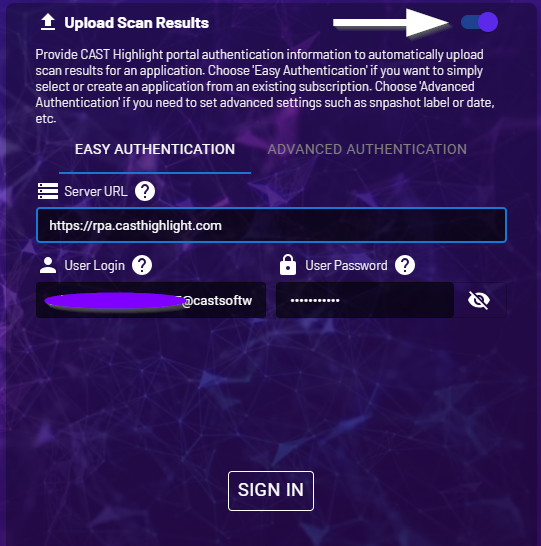 Upload Scan Results
Provide CAST Highlight portal authentication information to automatically upload
scan results for an application. Choose 'Easy Authentication' if you want to simply
select or create an application from an existing subscription. Choose 'Advanced
Authentication' if you need to set advanced settings such as snpashot label or date,
etc.
EASY AUTHENTICATION ADVANCED AUTHENTICATION
Server URL ?
https://rpa.casthighlight.com
User Login ? User Password ?
@castsoftw •••••••••••
SIGN IN